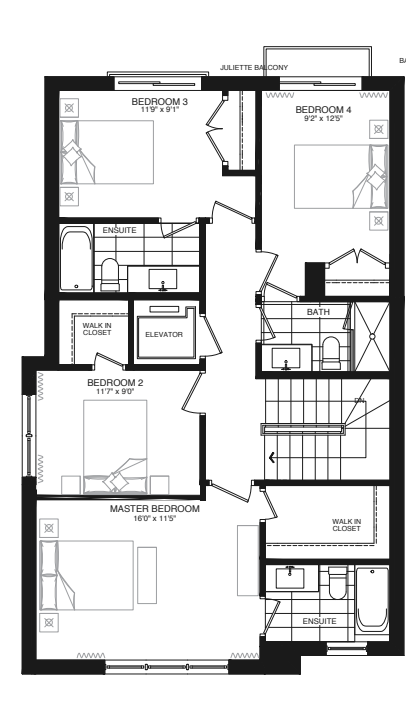 JULIETTE BALCONY
BA
BEDROOM 3
11'9" x 9'1"
BEDROOM 4
9'2" x 12'5"
ENSUITE
WALK IN
CLOSET
ELEVATOR
BATH
BEDROOM 2
11'7" x 9'0"
DN
MASTER BEDROOM
16'0" x 11'5"
WALK IN
CLOSET
ENSUITE